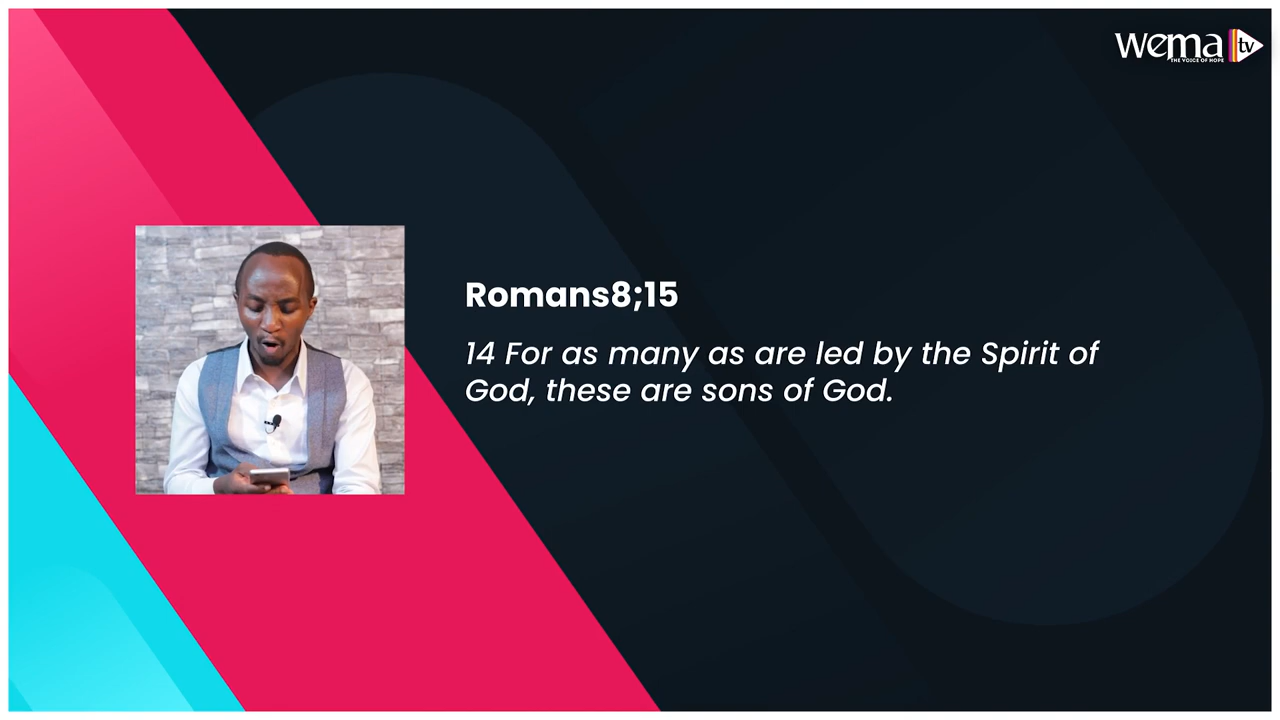 wema tv
THE VOICE OF HOPE
Romans8;15
14 For as many as are led by the Spirit of
God, these are sons of God.